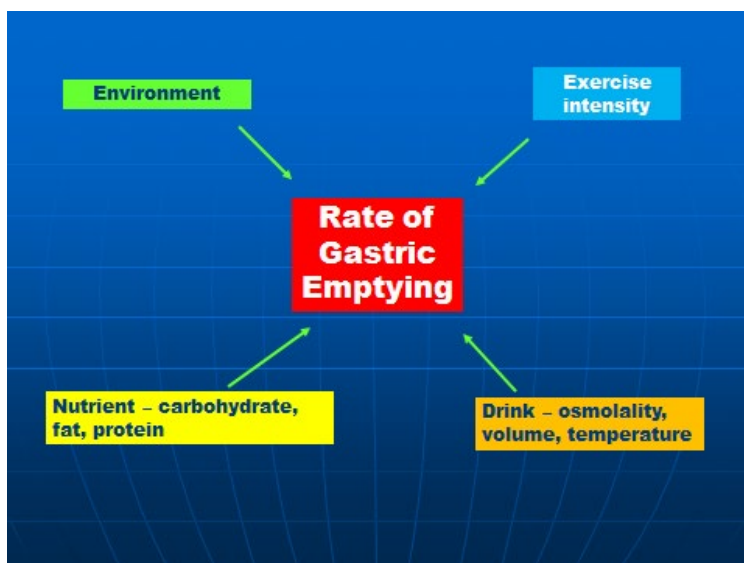 Environment
Exercise
intensity
Rate of
Gastric
Emptying
Nutrient – carbohydrate,
fat, protein
Drink – osmolality,
volume, temperature